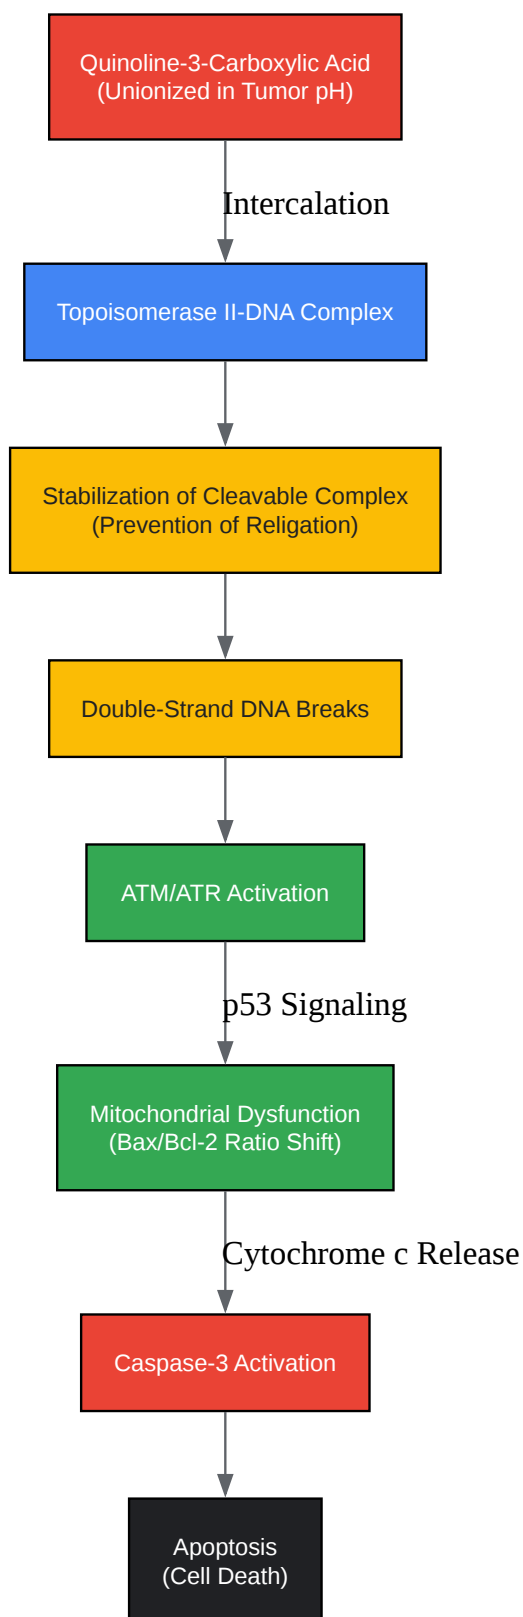 Quinoline-3-Carboxylic Acid
(Unionized in Tumor pH)
Intercalation
Topoisomerase II-DNA Complex
Stabilization of Cleavable Complex
(Prevention of Religation)
Double-Strand DNA Breaks
ATM/ATR Activation
p53 Signaling
Mitochondrial Dysfunction
(Bax/Bcl-2 Ratio Shift)
Cytochrome c Release
Caspase-3 Activation
Apoptosis
(Cell Death)